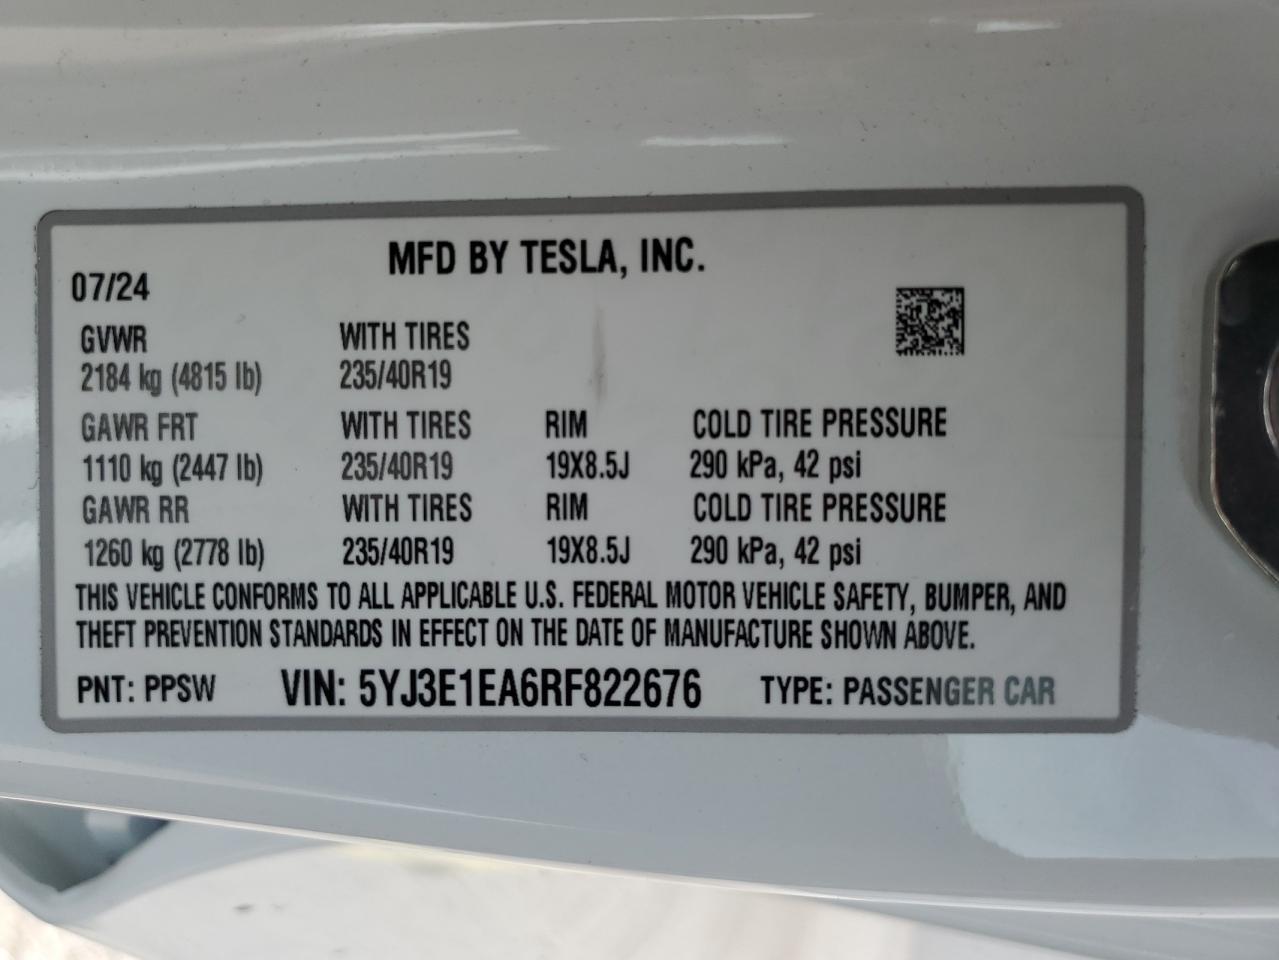 MFD BY TESLA, INC.
07/24
GVWR WITH TIRES
2184 kg (4815 lb) 235/40R19
GAWR FRT WITH TIRES RIM COLD TIRE PRESSURE
1110 kg (2447 lb) 235/40R19 19X8.5J 290 kPa, 42 psi
GAWR RR WITH TIRES RIM COLD TIRE PRESSURE
1260 kg (2778 lb) 235/40R19 19X8.5J 290 kPa, 42 psi
THIS VEHICLE CONFORMS TO ALL APPLICABLE U.S. FEDERAL MOTOR VEHICLE SAFETY, BUMPER, AND
THEFT PREVENTION STANDARDS IN EFFECT ON THE DATE OF MANUFACTURE SHOWN ABOVE.
PNT: PPSW VIN: 5YJ3E1EA6RF822676 TYPE: PASSENGER CAR